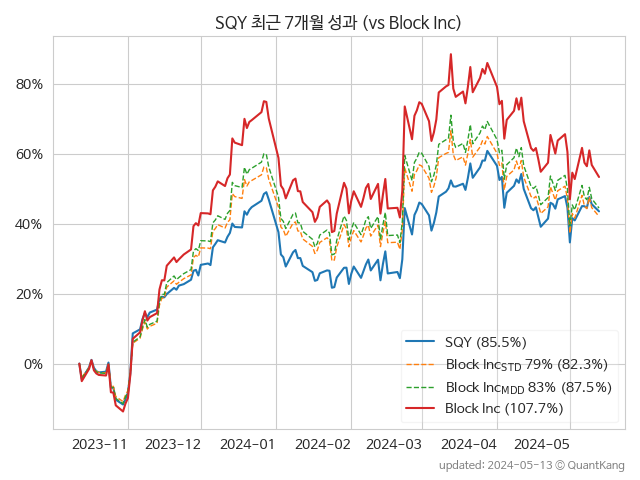 SQY 최근 7개월 성과 (vs Block Inc)
80%
60%
40%
20%
0%
SQY (85.5%)
Block Inc_STD 79% (82.3%)
Block Inc_MDD 83% (87.5%)
Block Inc (107.7%)
2023-11 2023-12 2024-01 2024-02 2024-03 2024-04 2024-05
updated: 2024-05-13 © QuantKang